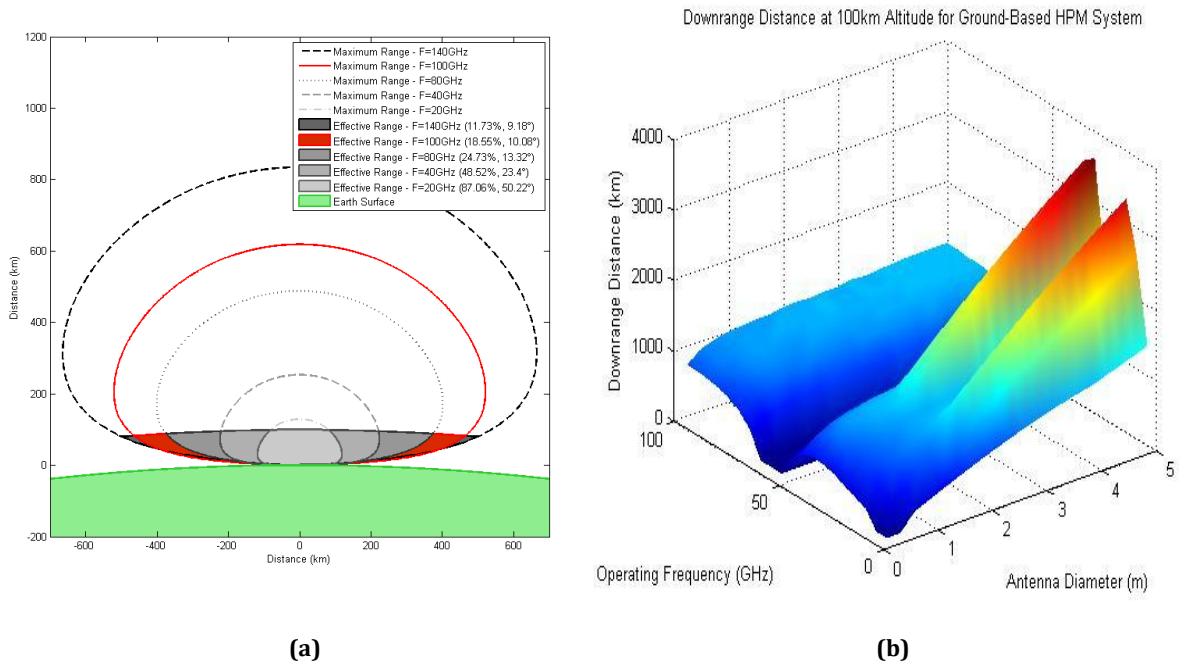 1200
1000
800
600
400
200
0
-200
Distance (km)
-600
-400
-200
0
200
400
600
Distance (km)
Maximum Range - F=140GHz
Maximum Range - F=100GHz
Maximum Range - F=80GHz
Maximum Range - F=40GHz
Maximum Range - F=20GHz
Effective Range - F=140GHz (11.73%, 9.18°)
Effective Range - F=100GHz (18.55%, 10.08°)
Effective Range - F=80GHz (24.73%, 13.32°)
Effective Range - F=40GHz (48.52%, 23.4°)
Effective Range - F=20GHz (87.06%, 50.22°)
Earth Surface
(a)
Downrange Distance at 100km Altitude for Ground-Based HPM System
4000
3000
2000
1000
0
Downrange Distance (km)
100
50
0
Operating Frequency (GHz)
0
1
2
3
4
5
Antenna Diameter (m)
(b)